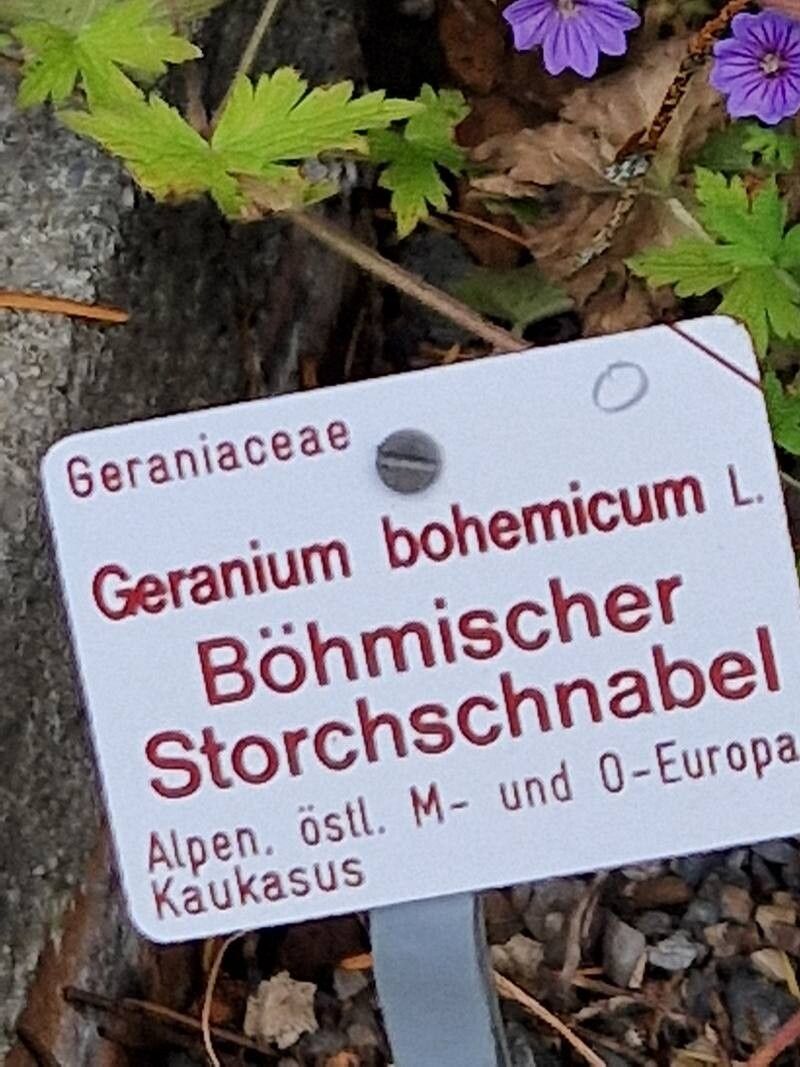 Geraniaceae
Geranium bohemicum L.
Böhmischer
Storchschnabel
Alpen. östl. M- und O-Europa
Kaukasus